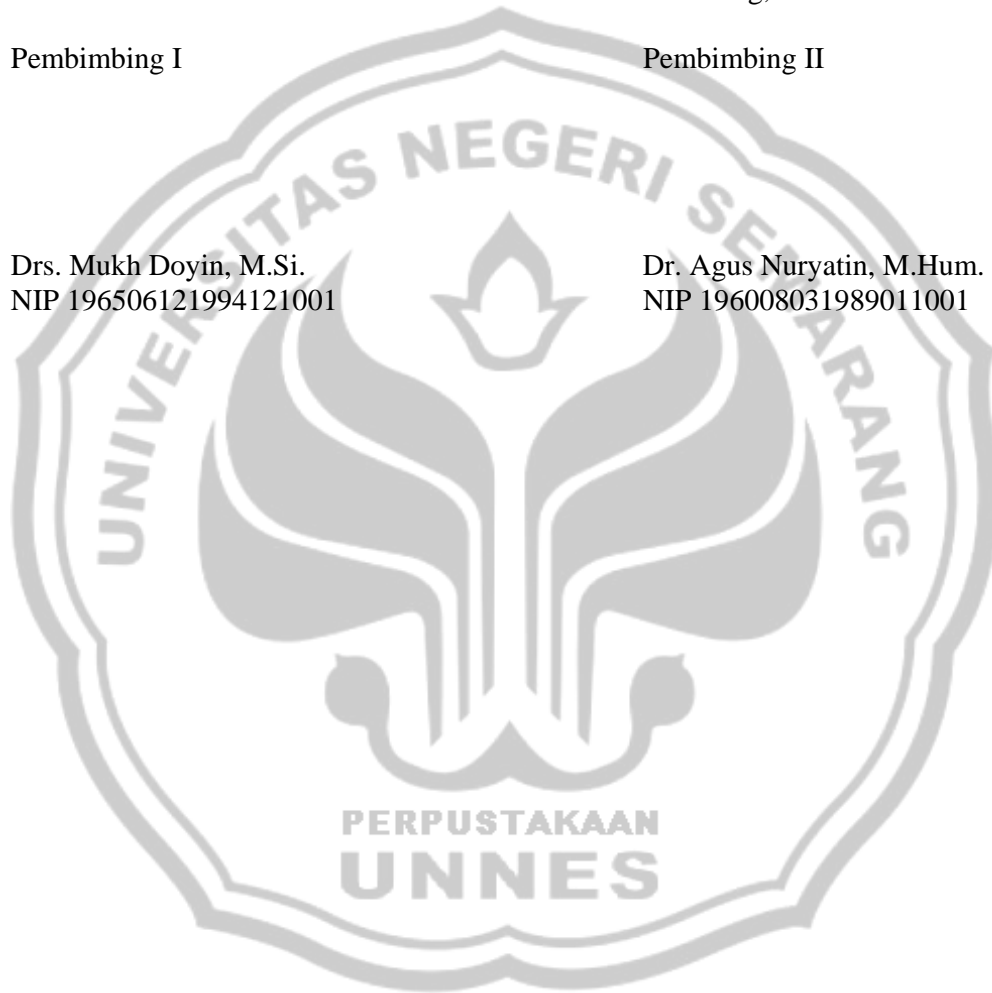 Pembimbing I
Pembimbing II
Drs. Mukh Doyin, M.Si.
NIP 196506121994121001
Dr. Agus Nuryatin, M.Hum.
NIP 196008031989011001
UNIVERSITAS NEGERI SEMARANG
PERPUSTAKAAN
UNNES